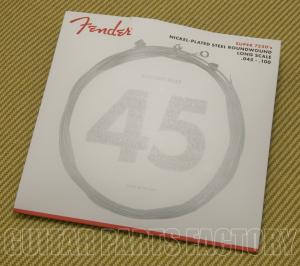 Fender
SUPER 7250's
NICKEL-PLATED STEEL ROUNDWOUND
LONG SCALE
.045 - .100
45
GUITAR PARTS FACTORY